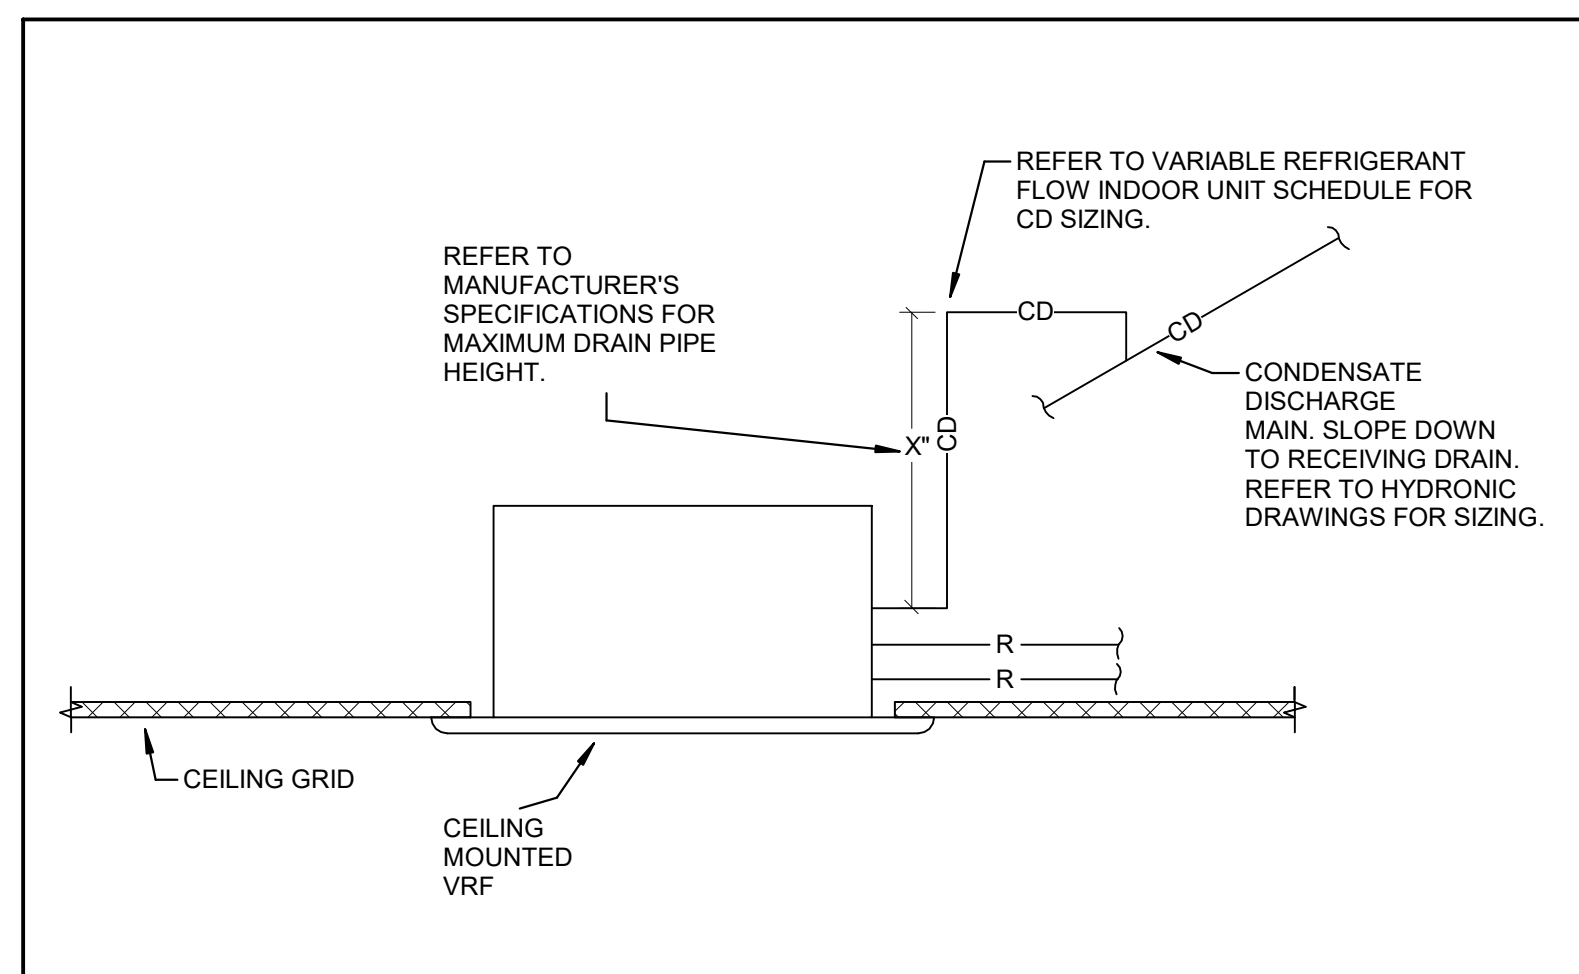 REFER TO VARIABLE REFRIGERANT
FLOW INDOOR UNIT SCHEDULE FOR
CD SIZING.
REFER TO
MANUFACTURER'S
SPECIFICATIONS FOR
MAXIMUM DRAIN PIPE
HEIGHT.
CD
CD
X"
CD
CONDENSATE
DISCHARGE
MAIN. SLOPE DOWN
TO RECEIVING DRAIN.
REFER TO HYDRONIC
DRAWINGS FOR SIZING.
R
R
CEILING GRID
CEILING
MOUNTED
VRF